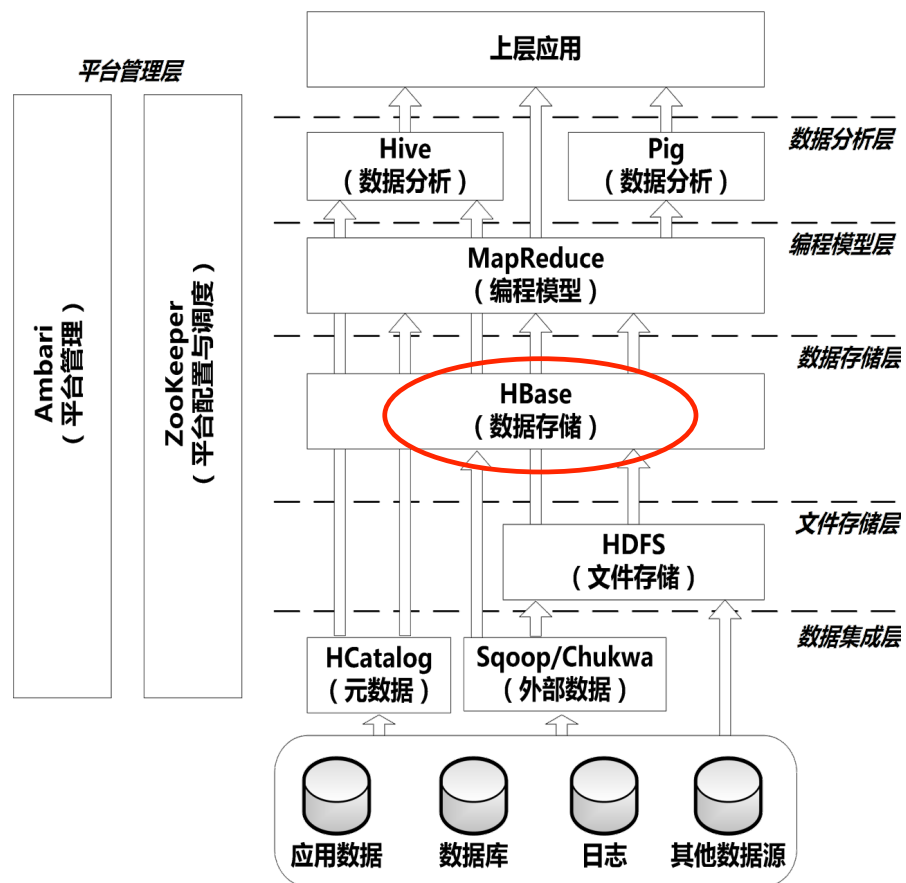 上层应用
平台管理层
数据分析层
Hive
（数据分析）
Pig
（数据分析）
编程模型层
MapReduce
（编程模型）
Ambari
（平台管理）
ZooKeeper
（平台配置与调度）
数据存储层
HBase
（数据存储）
文件存储层
HDFS
（文件存储）
数据集成层
HCatalog
（元数据）
Sqoop/Chukwa
（外部数据）
应用数据
数据库
日志
其他数据源